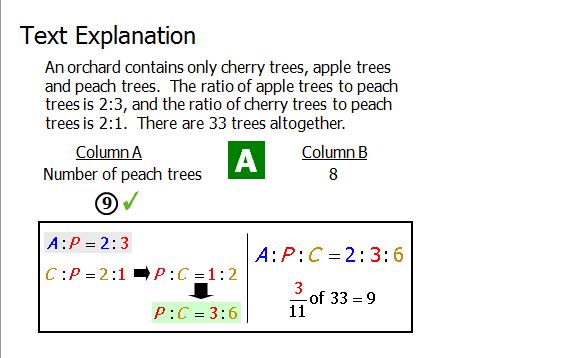 Text Explanation
An orchard contains only cherry trees, apple trees
and peach trees.  The ratio of apple trees to peach
trees is 2:3, and the ratio of cherry trees to peach
trees is 2:1.  There are 33 trees altogether.
Column A   A   Column B
Number of peach trees   8
9 ✓
A:P = 2:3
C:P = 2:1 ➡ P:C = 1:2
P:C = 3:6
A:P:C = 2:3:6
3/11 of 33 = 9